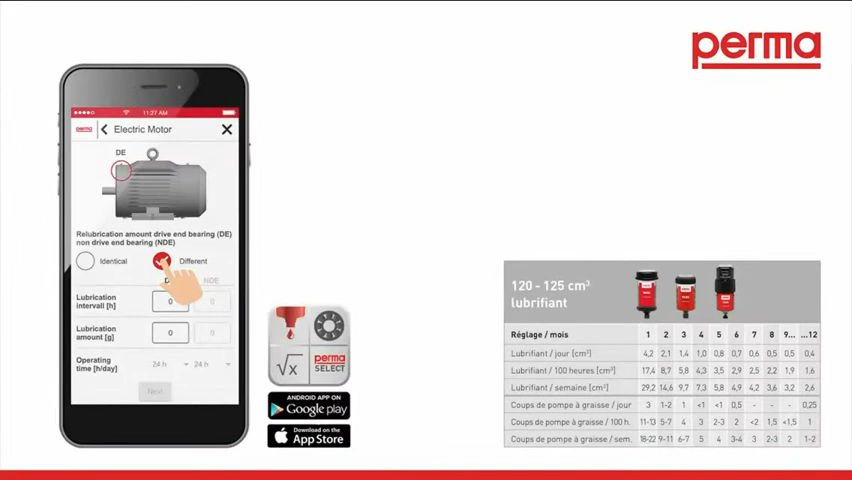 perma
11:27 AM
perma
Electric Motor
DE
Relubrication amount drive end bearing (DE)
non drive end bearing (NDE)
Identical
Different
NDE
Lubrication
intervall [h]
0
0
Lubrication
amount [g]
0
0
Operating
time [h/day]
24 h
24 h
Next
√x
perma
SELECT
ANDROID APP ON
Google play
Download on the
App Store
120 - 125 cm³
lubrifiant
Réglage / mois 1 2 3 4 5 6 7 8 9... ...12
Lubrifiant / jour [cm³] 4,2 2,1 1,4 1,0 0,8 0,7 0,6 0,5 0,5 0,4
Lubrifiant / 100 heures [cm³] 17,4 8,7 5,8 4,3 3,5 2,9 2,5 2,2 1,9 1,6
Lubrifiant / semaine [cm³] 29,2 14,6 9,7 7,3 5,8 4,9 4,2 3,6 3,2 2,6
Coups de pompe à graisse / jour 3 1-2 1 <1 <1 0,5 - - - 0,25
Coups de pompe à graisse / 100 h. 11-13 5-7 4 3 2-3 2 <2 1,5 <1,5 1
Coups de pompe à graisse / sem. 18-22 9-11 6-7 5 4 3-4 3 2-3 2 1-2